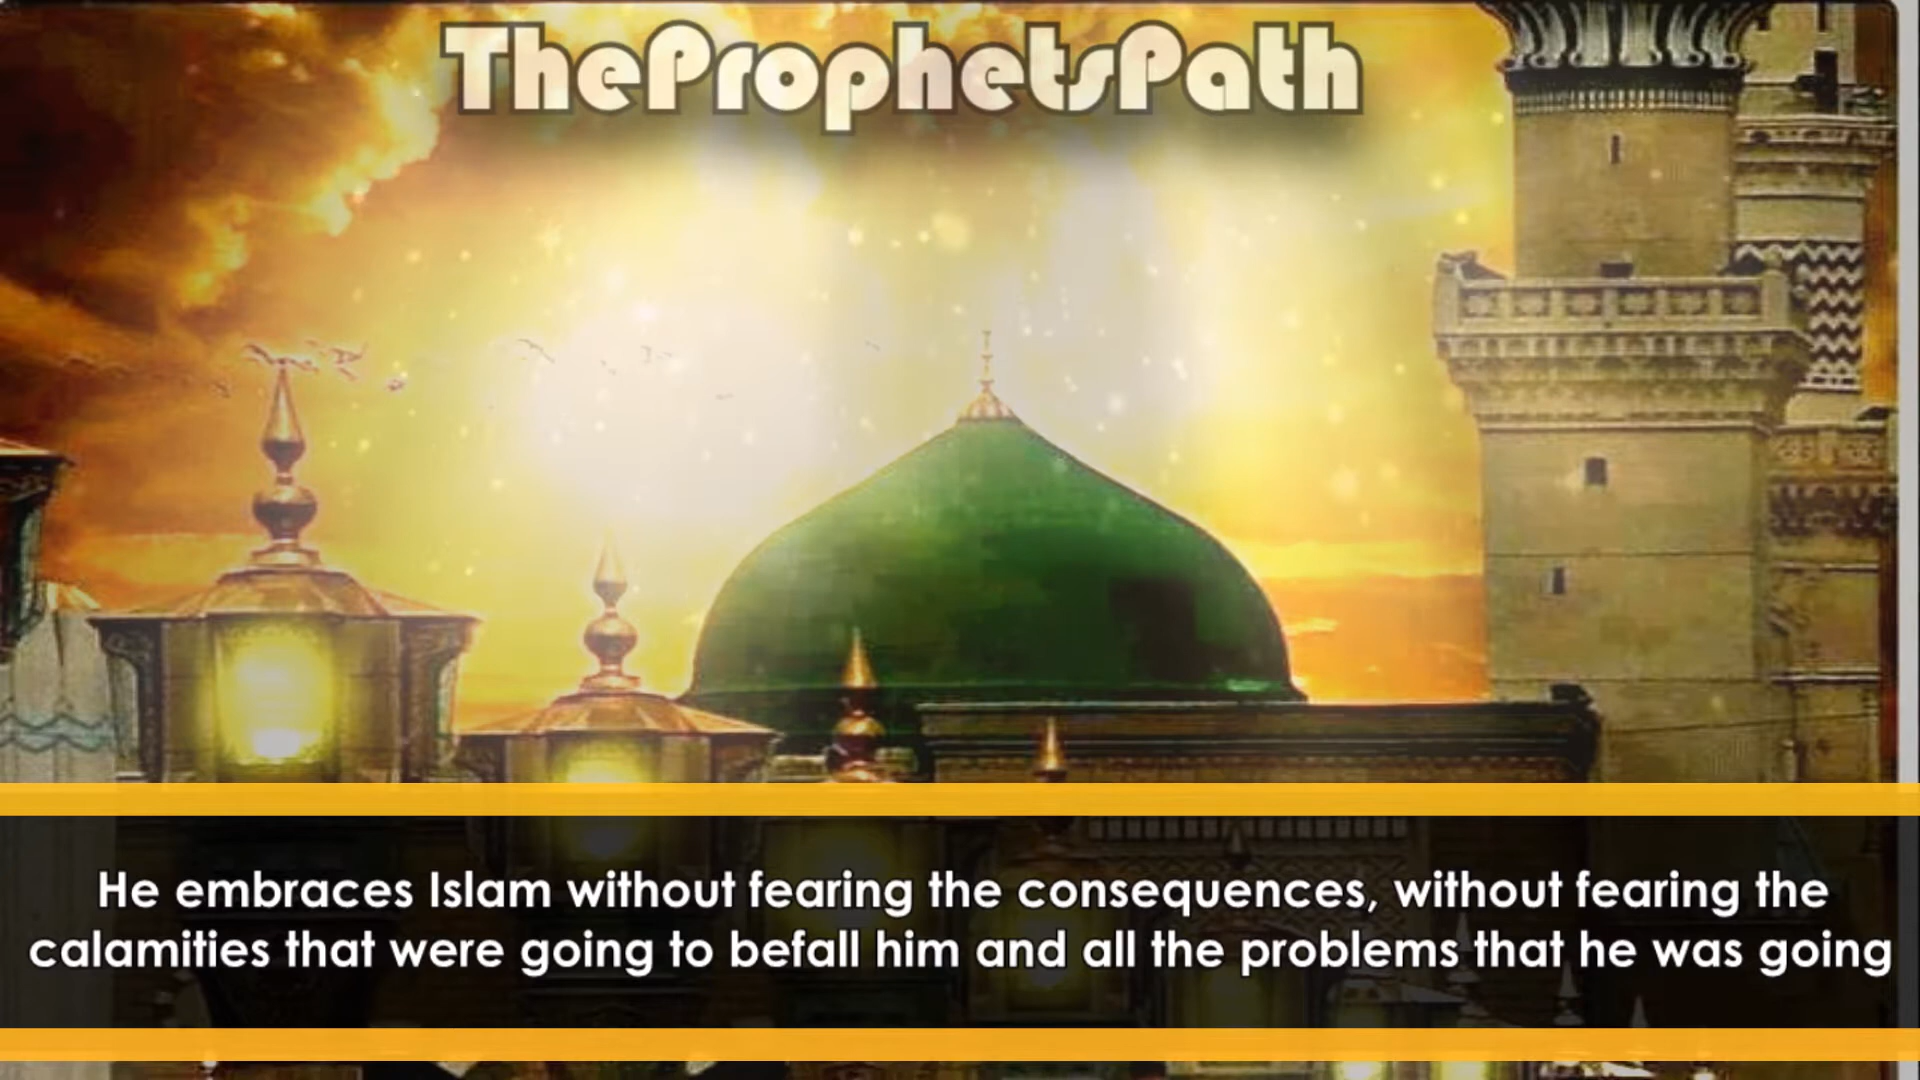 TheProphetsPath
He embraces Islam without fearing the consequences, without fearing the
calamities that were going to befall him and all the problems that he was going